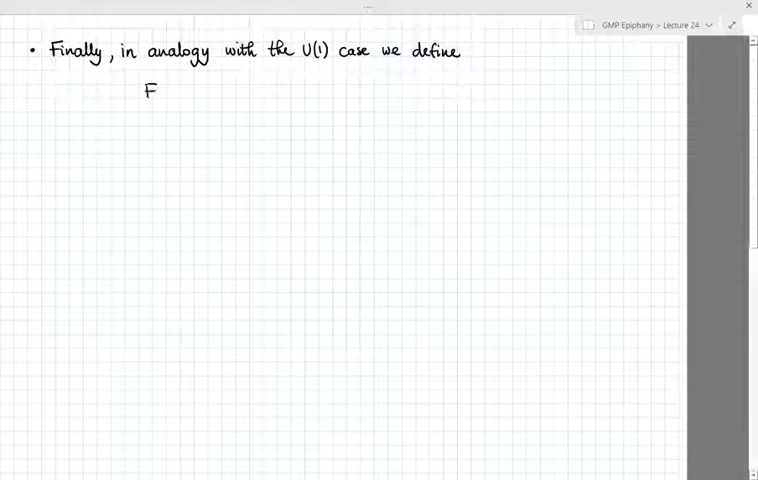 GMP Epiphany > Lecture 24
• Finally, in analogy with the U(1) case we define
F